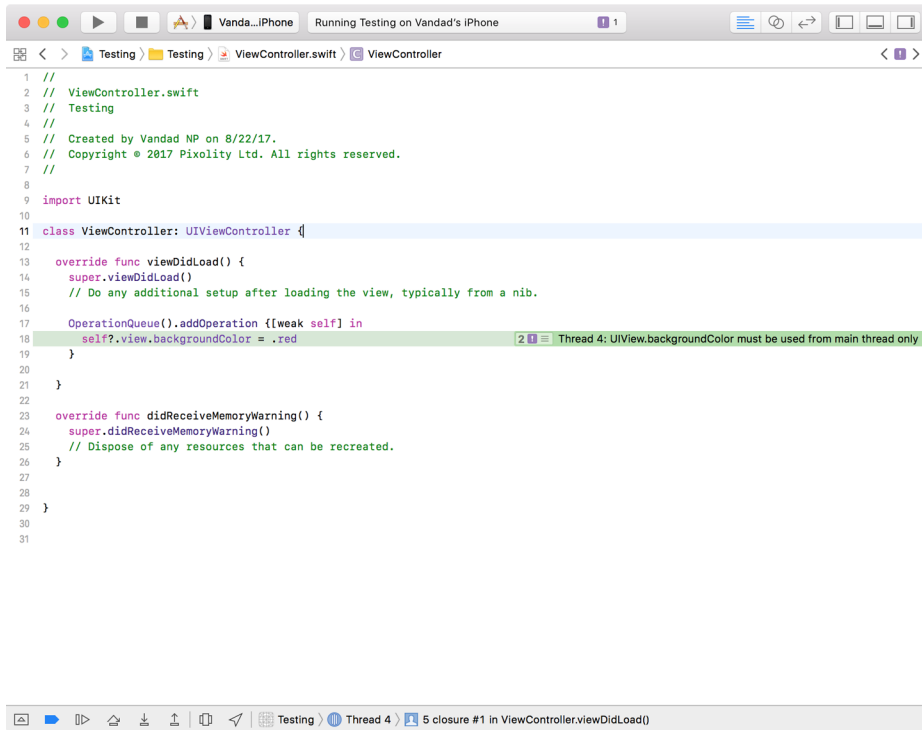 Vanda...iPhone
Running Testing on Vandad's iPhone
1
Testing
Testing
ViewController.swift
C ViewController
1 //
2 //  ViewController.swift
3 //  Testing
4 //
5 //  Created by Vandad NP on 8/22/17.
6 //  Copyright © 2017 Pixolity Ltd. All rights reserved.
7 //
8
9 import UIKit
10
11 class ViewController: UIViewController {
12
13   override func viewDidLoad() {
14     super.viewDidLoad()
15     // Do any additional setup after loading the view, typically from a nib.
16
17     OperationQueue().addOperation {[weak self] in
18       self?.view.backgroundColor = .red 2 Thread 4: UIView.backgroundColor must be used from main thread only
19     }
20
21   }
22
23   override func didReceiveMemoryWarning() {
24     super.didReceiveMemoryWarning()
25     // Dispose of any resources that can be recreated.
26   }
27
28
29 }
30
31
Testing
Thread 4
5 closure #1 in ViewController.viewDidLoad()